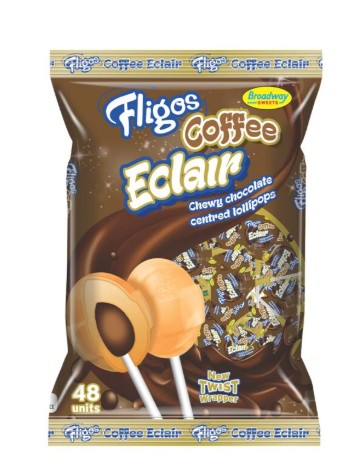 Fligos Coffee Eclair Fligos Coffee Eclair
Broadway
SWEETS
Fligos
Coffee
Eclair
Chewy chocolate
centred lollipops
Eclair
New
TWIST
Wrapper
48
units
Fligos Coffee Eclair Fligos Coffee Eclair